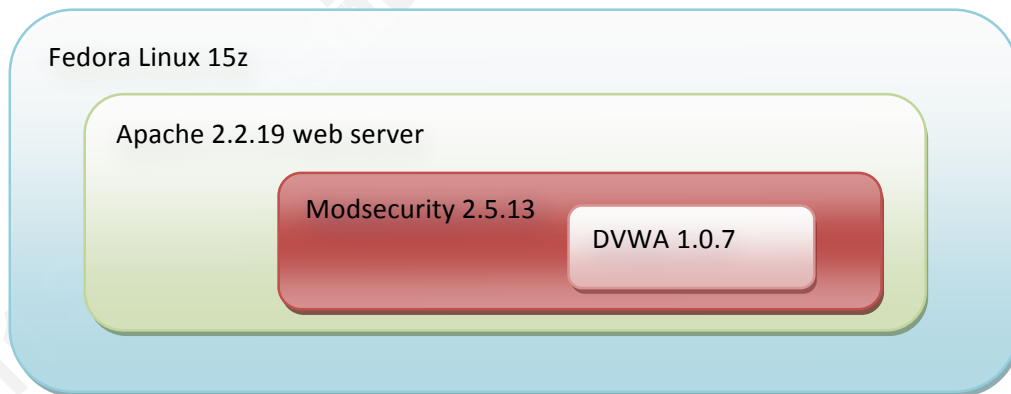 Fedora Linux 15z
Apache 2.2.19 web server
Modsecurity 2.5.13
DVWA 1.0.7